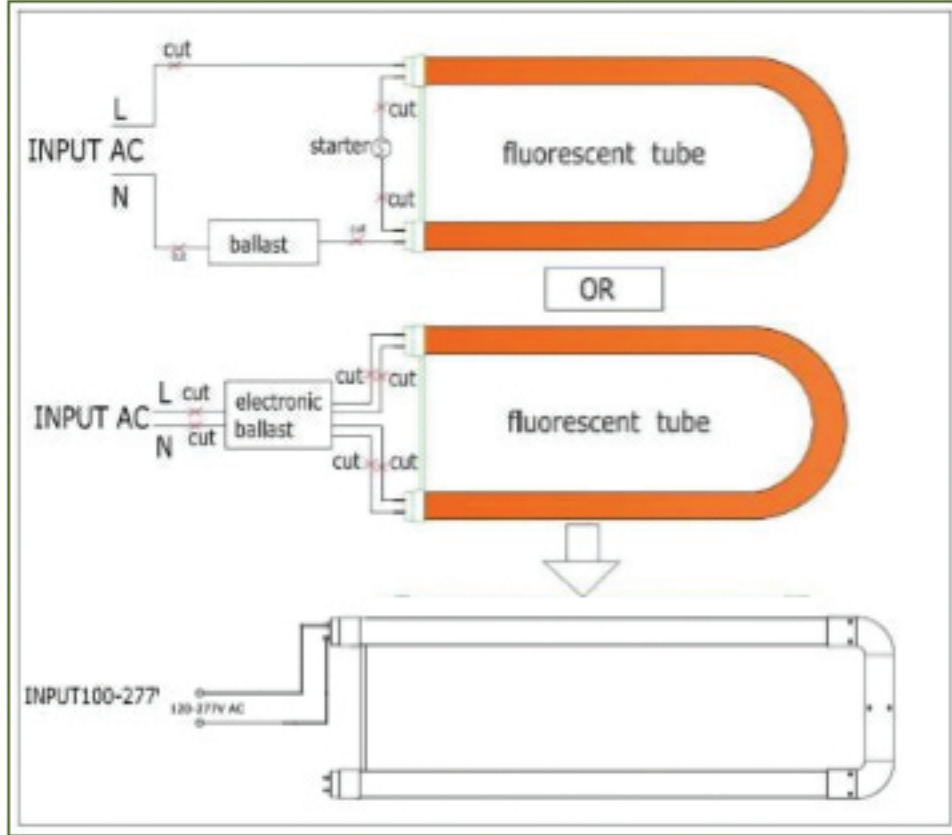 cut
L
INPUT AC
N
cut
starter
cut
fluorescent tube
ballast
cut
OR
L cut
INPUT AC
N cut
electronic
ballast
cut cut
cut cut
fluorescent tube
INPUT100-277'
120-277V AC